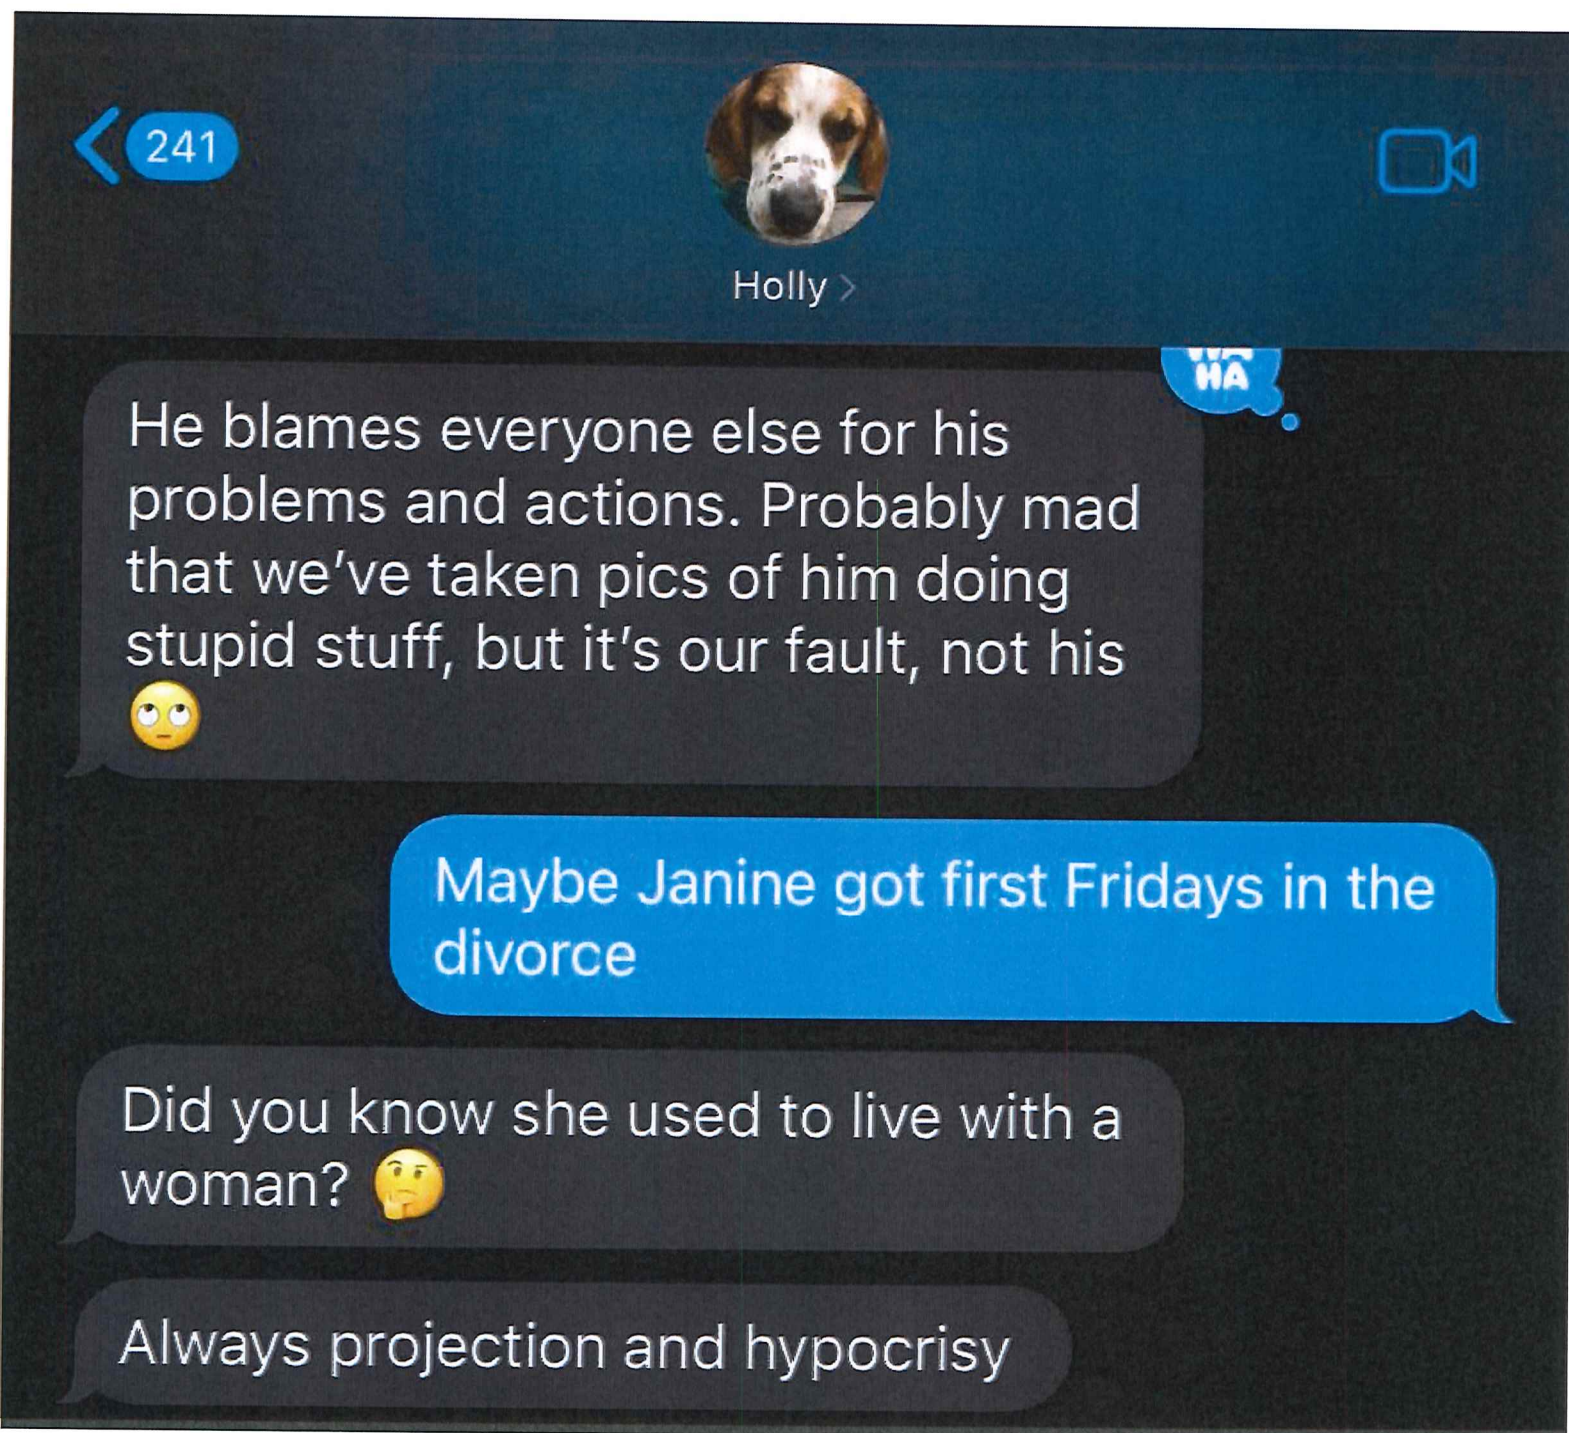 241
Holly >
HA
He blames everyone else for his
problems and actions. Probably mad
that we've taken pics of him doing
stupid stuff, but it's our fault, not his
🙄
Maybe Janine got first Fridays in the
divorce
Did you know she used to live with a
woman? 🤔
Always projection and hypocrisy